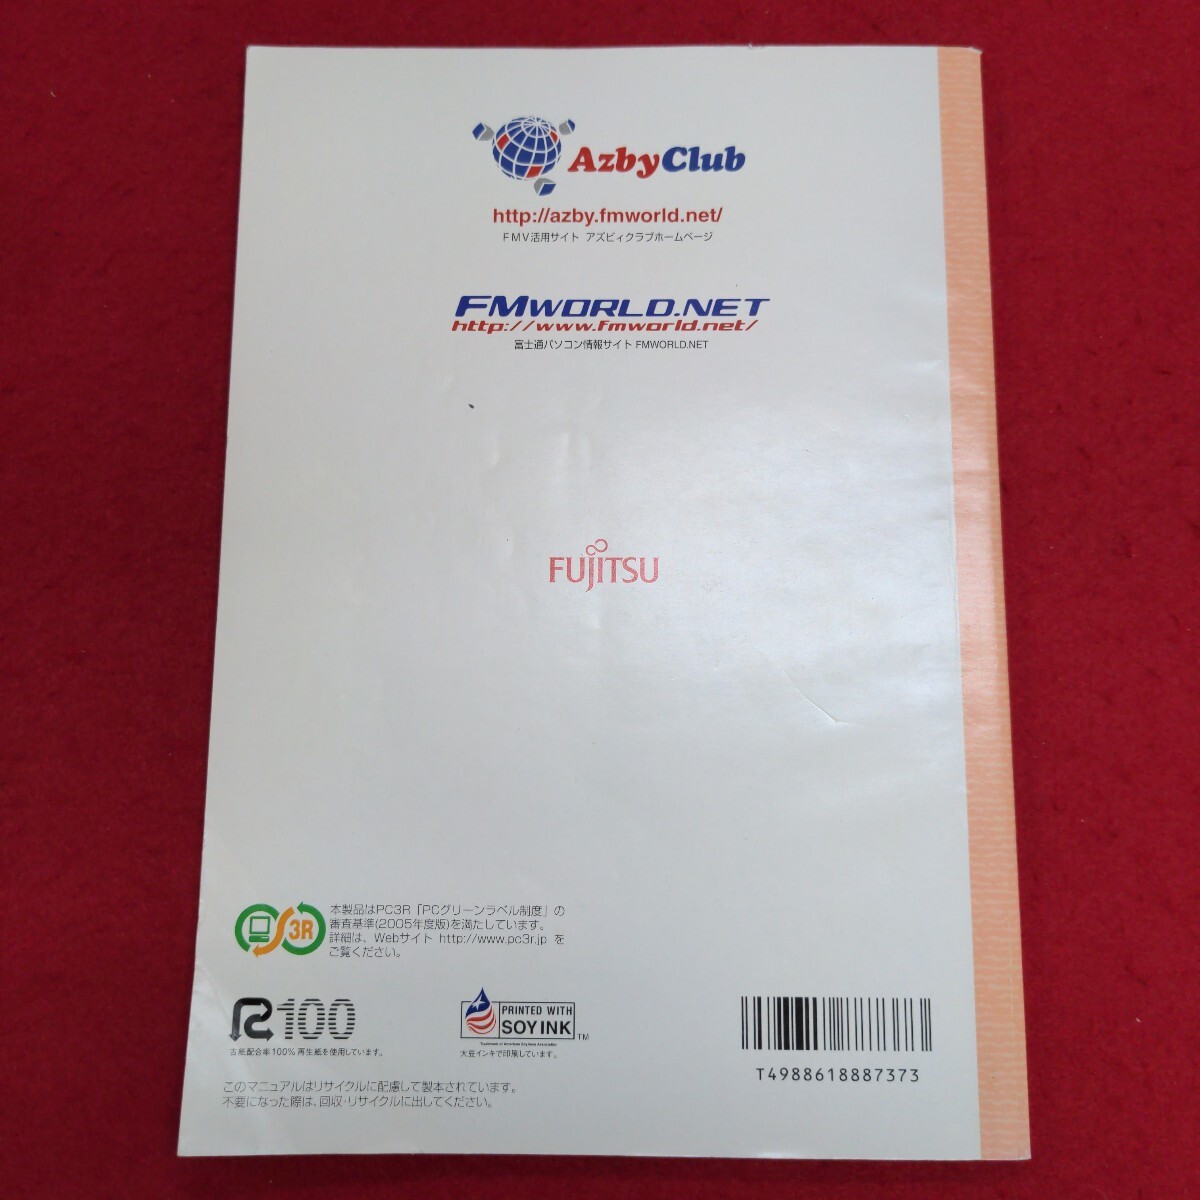 AzbyClub
http://azby.fmworld.net/
FMV活用サイト アズビィクラブホームページ
FMWORLD.NET
http://www.fmworld.net/
富士通パソコン情報サイト FMWORLD.NET
FUJITSU
3R
本製品はPC3R「PCグリーンラベル制度」の
審査基準(2005年度版)を満たしています。
詳細は、Webサイト http://www.pc3r.jp を
ご覧ください。
R100
古紙配合率100%再生紙を使用しています。
PRINTED WITH
SOY INK TM
Trademark of American Soybean Association
大豆インキで印刷しています。
このマニュアルはリサイクルに配慮して製本されています。
不要になった際は、回収・リサイクルに出してください。
T4988618887373